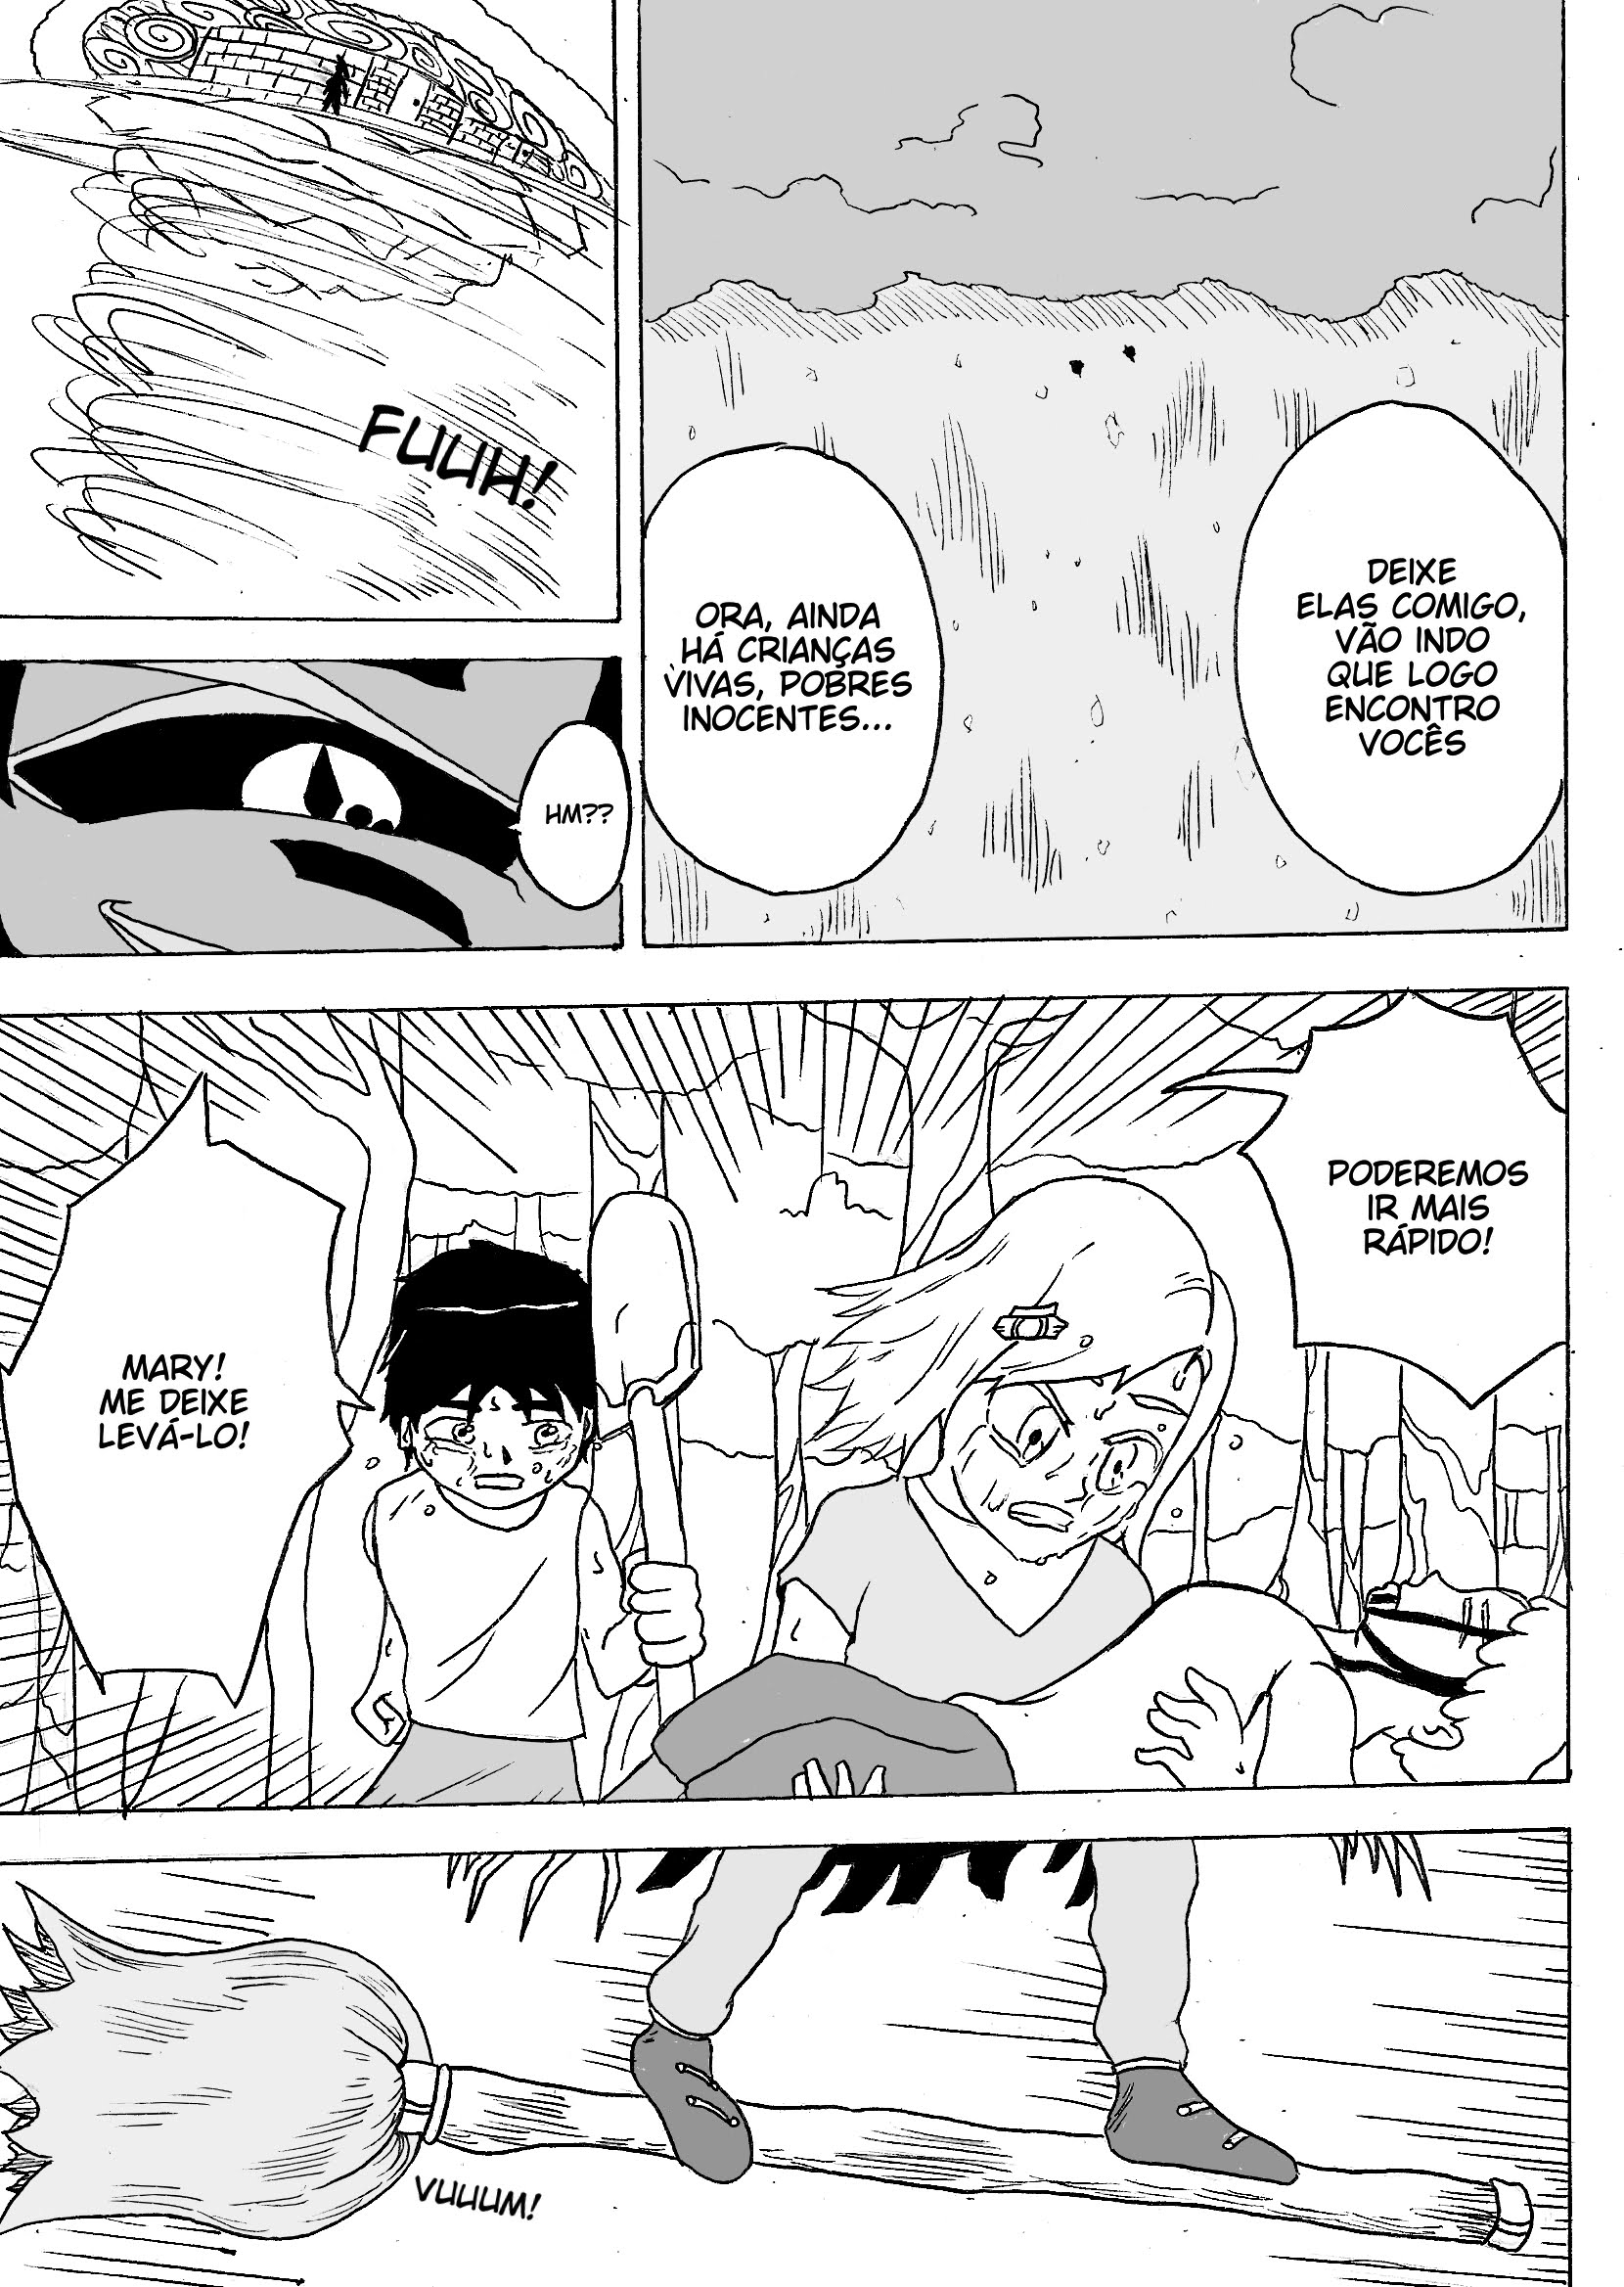 FUUH!
HM??
ORA, AINDA
HÁ CRIANÇAS
VIVAS, POBRES
INOCENTES...
DEIXE
ELAS COMIGO,
VÃO INDO
QUE LOGO
ENCONTRO
VOCÊS
MARY!
ME DEIXE
LEVÁ-LO!
PODEREMOS
IR MAIS
RÁPIDO!
VUUUM!